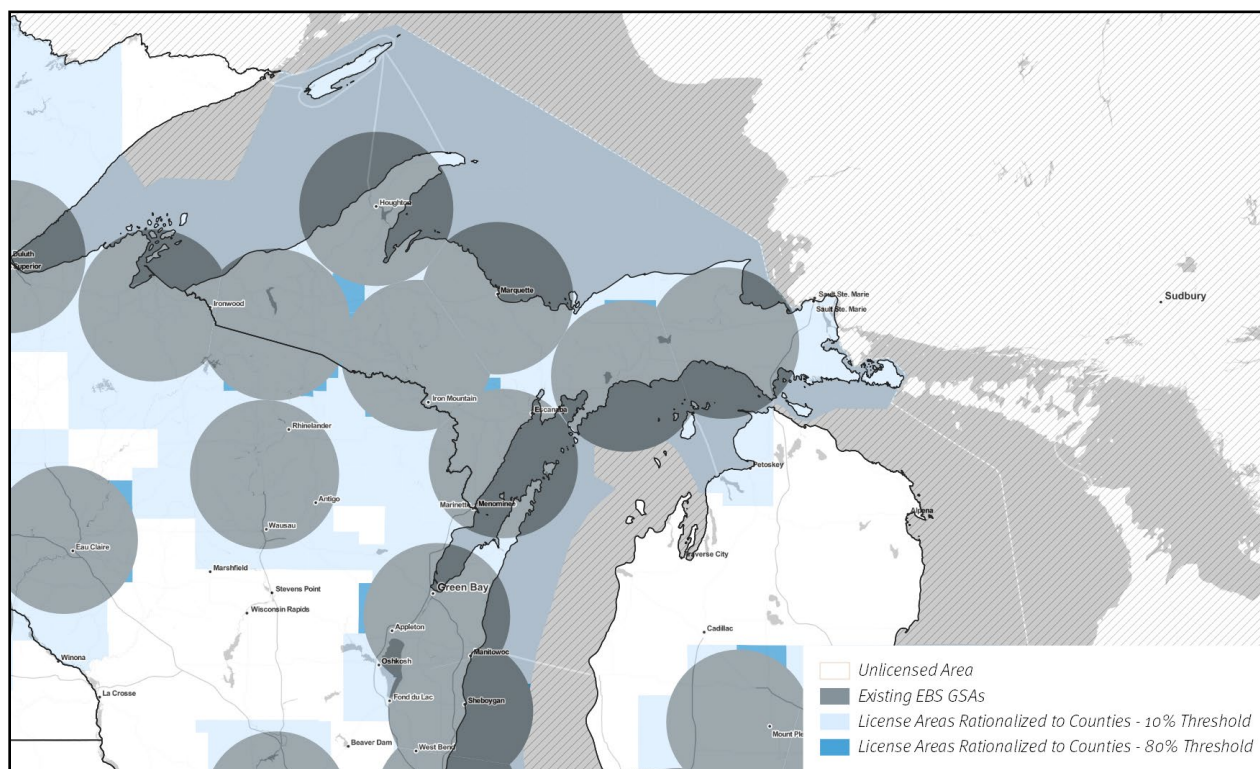 Houghton
Duluth
Superior
Marquette
Sault Ste. Marie
Sault Ste. Marie
Sudbury
Ironwood
Iron Mountain
Escanaba
Rhinelander
Petoskey
Antigo
Marinette
Menominee
Alpena
Wausau
Eau Claire
Traverse City
Marshfield
Stevens Point
Green Bay
Wisconsin Rapids
Appleton
Cadillac
Winona
Oshkosh
Manitowoc
La Crosse
Fond du Lac
Sheboygan
Mount Ple
Beaver Dam
West Bend
Unlicensed Area
Existing EBS GSAs
License Areas Rationalized to Counties - 10% Threshold
License Areas Rationalized to Counties - 80% Threshold